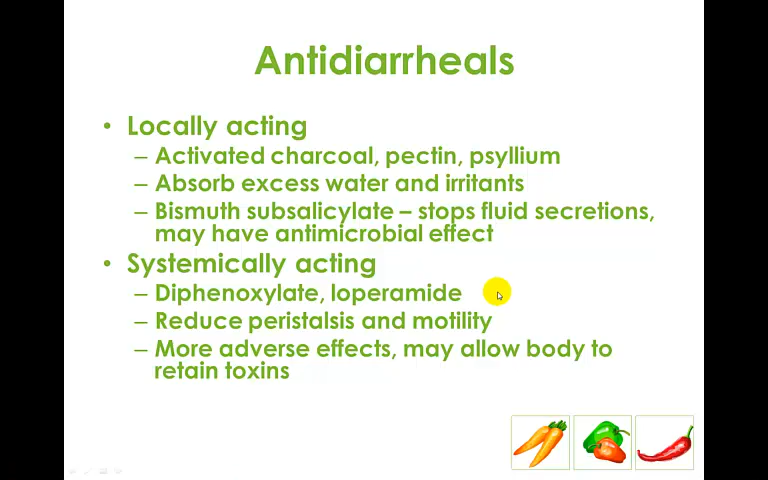 Antidiarrheals
• Locally acting
– Activated charcoal, pectin, psyllium
– Absorb excess water and irritants
– Bismuth subsalicylate – stops fluid secretions,
may have antimicrobial effect
• Systemically acting
– Diphenoxylate, loperamide
– Reduce peristalsis and motility
– More adverse effects, may allow body to
retain toxins